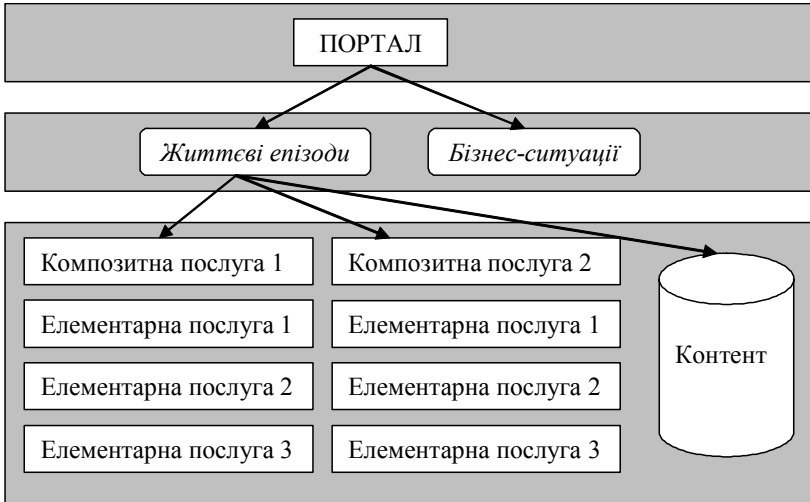 ПОРТАЛ
Життєві епізоди
Бізнес-ситуації
Композитна послуга 1
Композитна послуга 2
Елементарна послуга 1
Елементарна послуга 1
Елементарна послуга 2
Елементарна послуга 2
Елементарна послуга 3
Елементарна послуга 3
Контент